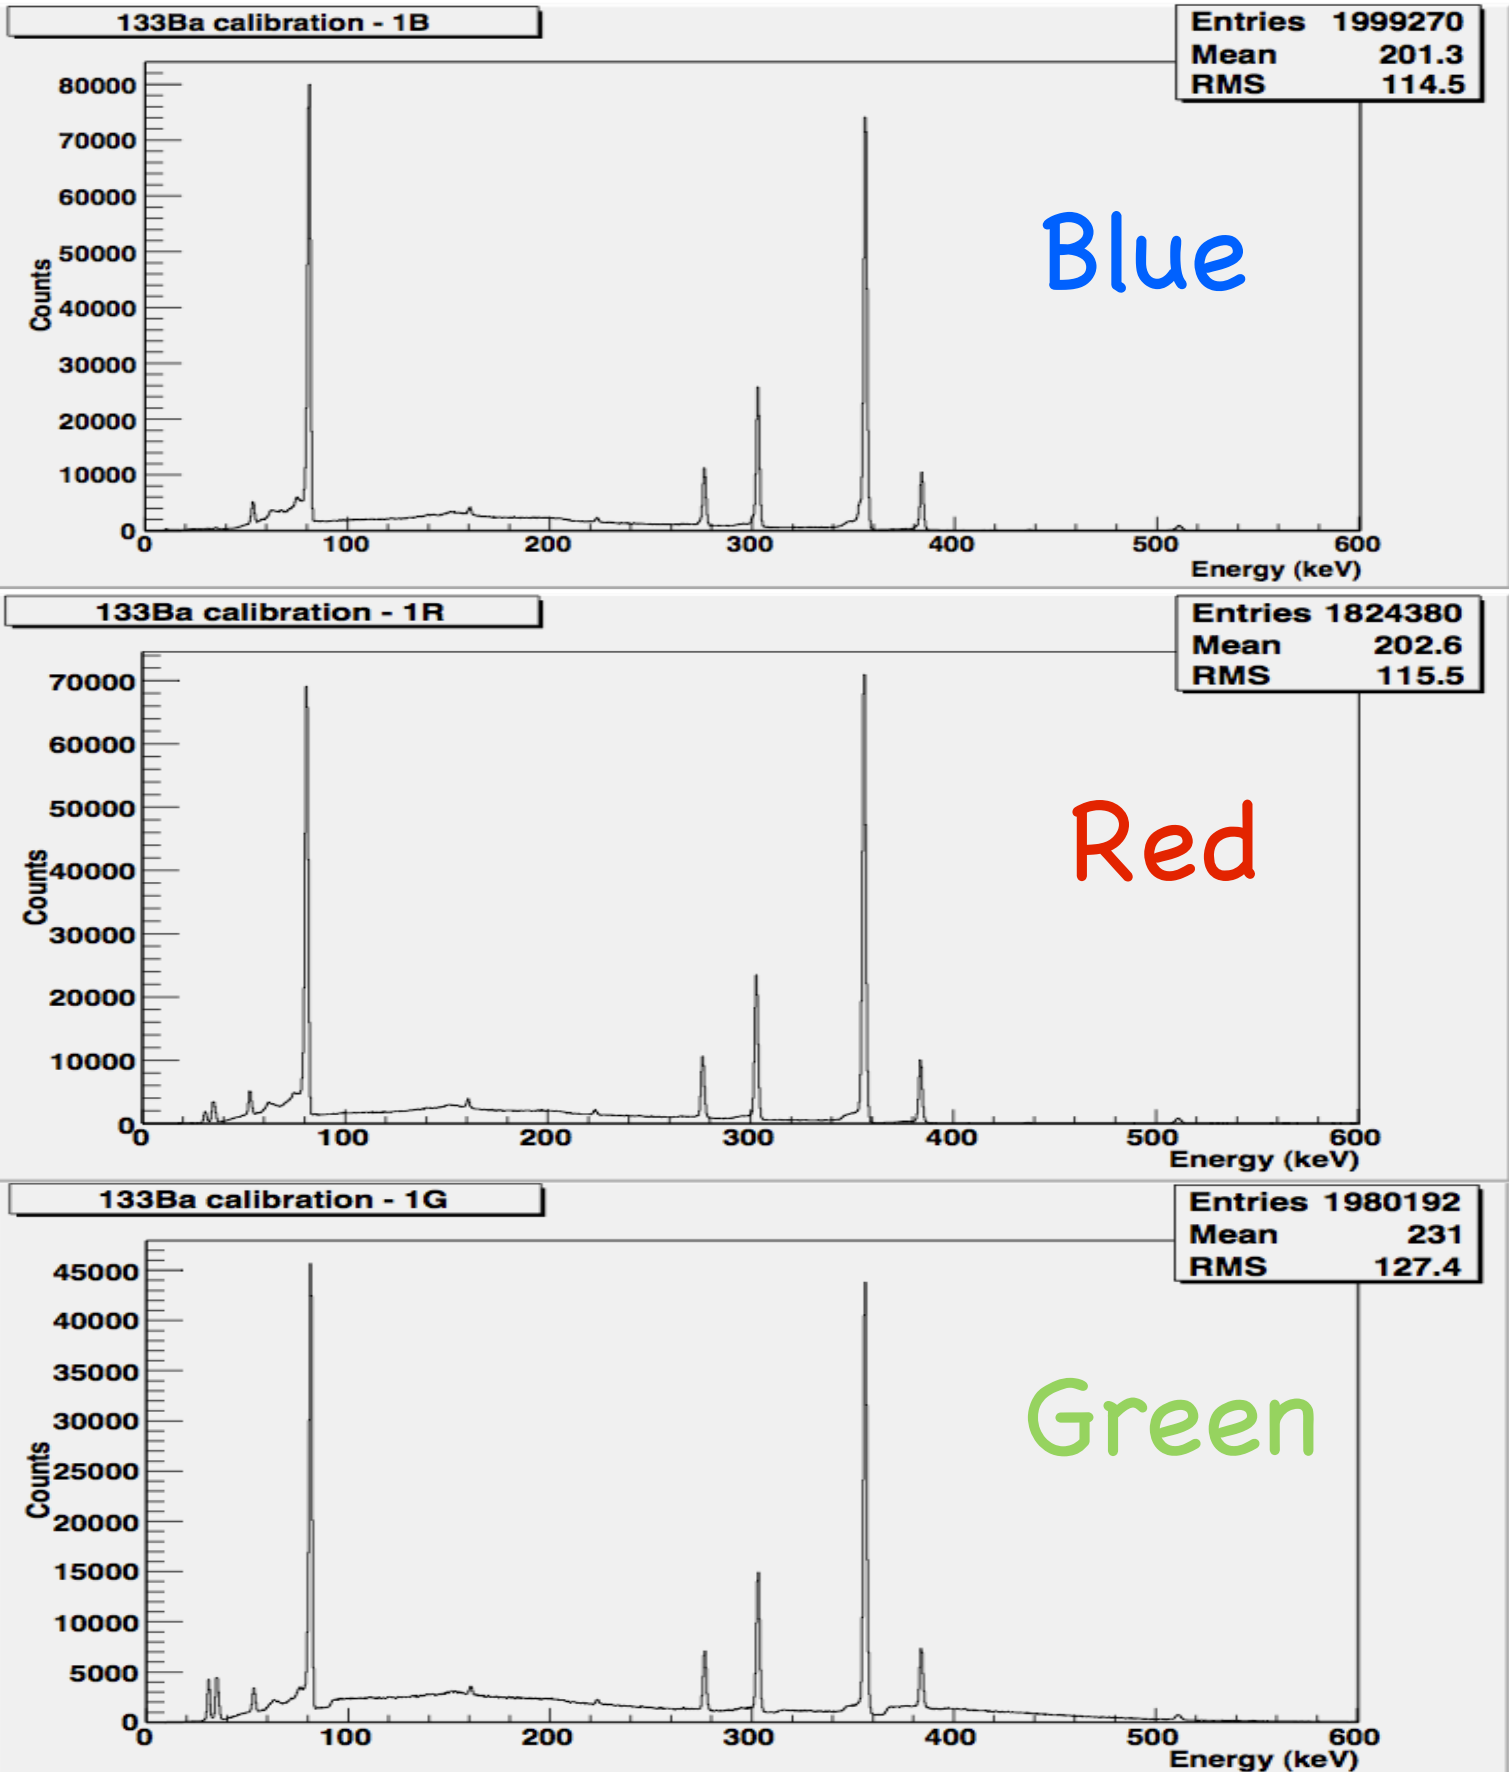 133Ba calibration - 1B
Entries 1999270
Mean 201.3
RMS 114.5
80000
70000
60000
50000
40000
30000
20000
10000
0
Counts
Blue
0 100 200 300 400 500 600
Energy (keV)
133Ba calibration - 1R
Entries 1824380
Mean 202.6
RMS 115.5
70000
60000
50000
40000
30000
20000
10000
0
Counts
Red
0 100 200 300 400 500 600
Energy (keV)
133Ba calibration - 1G
Entries 1980192
Mean 231
RMS 127.4
45000
40000
35000
30000
25000
20000
15000
10000
5000
0
Counts
Green
0 100 200 300 400 500 600
Energy (keV)